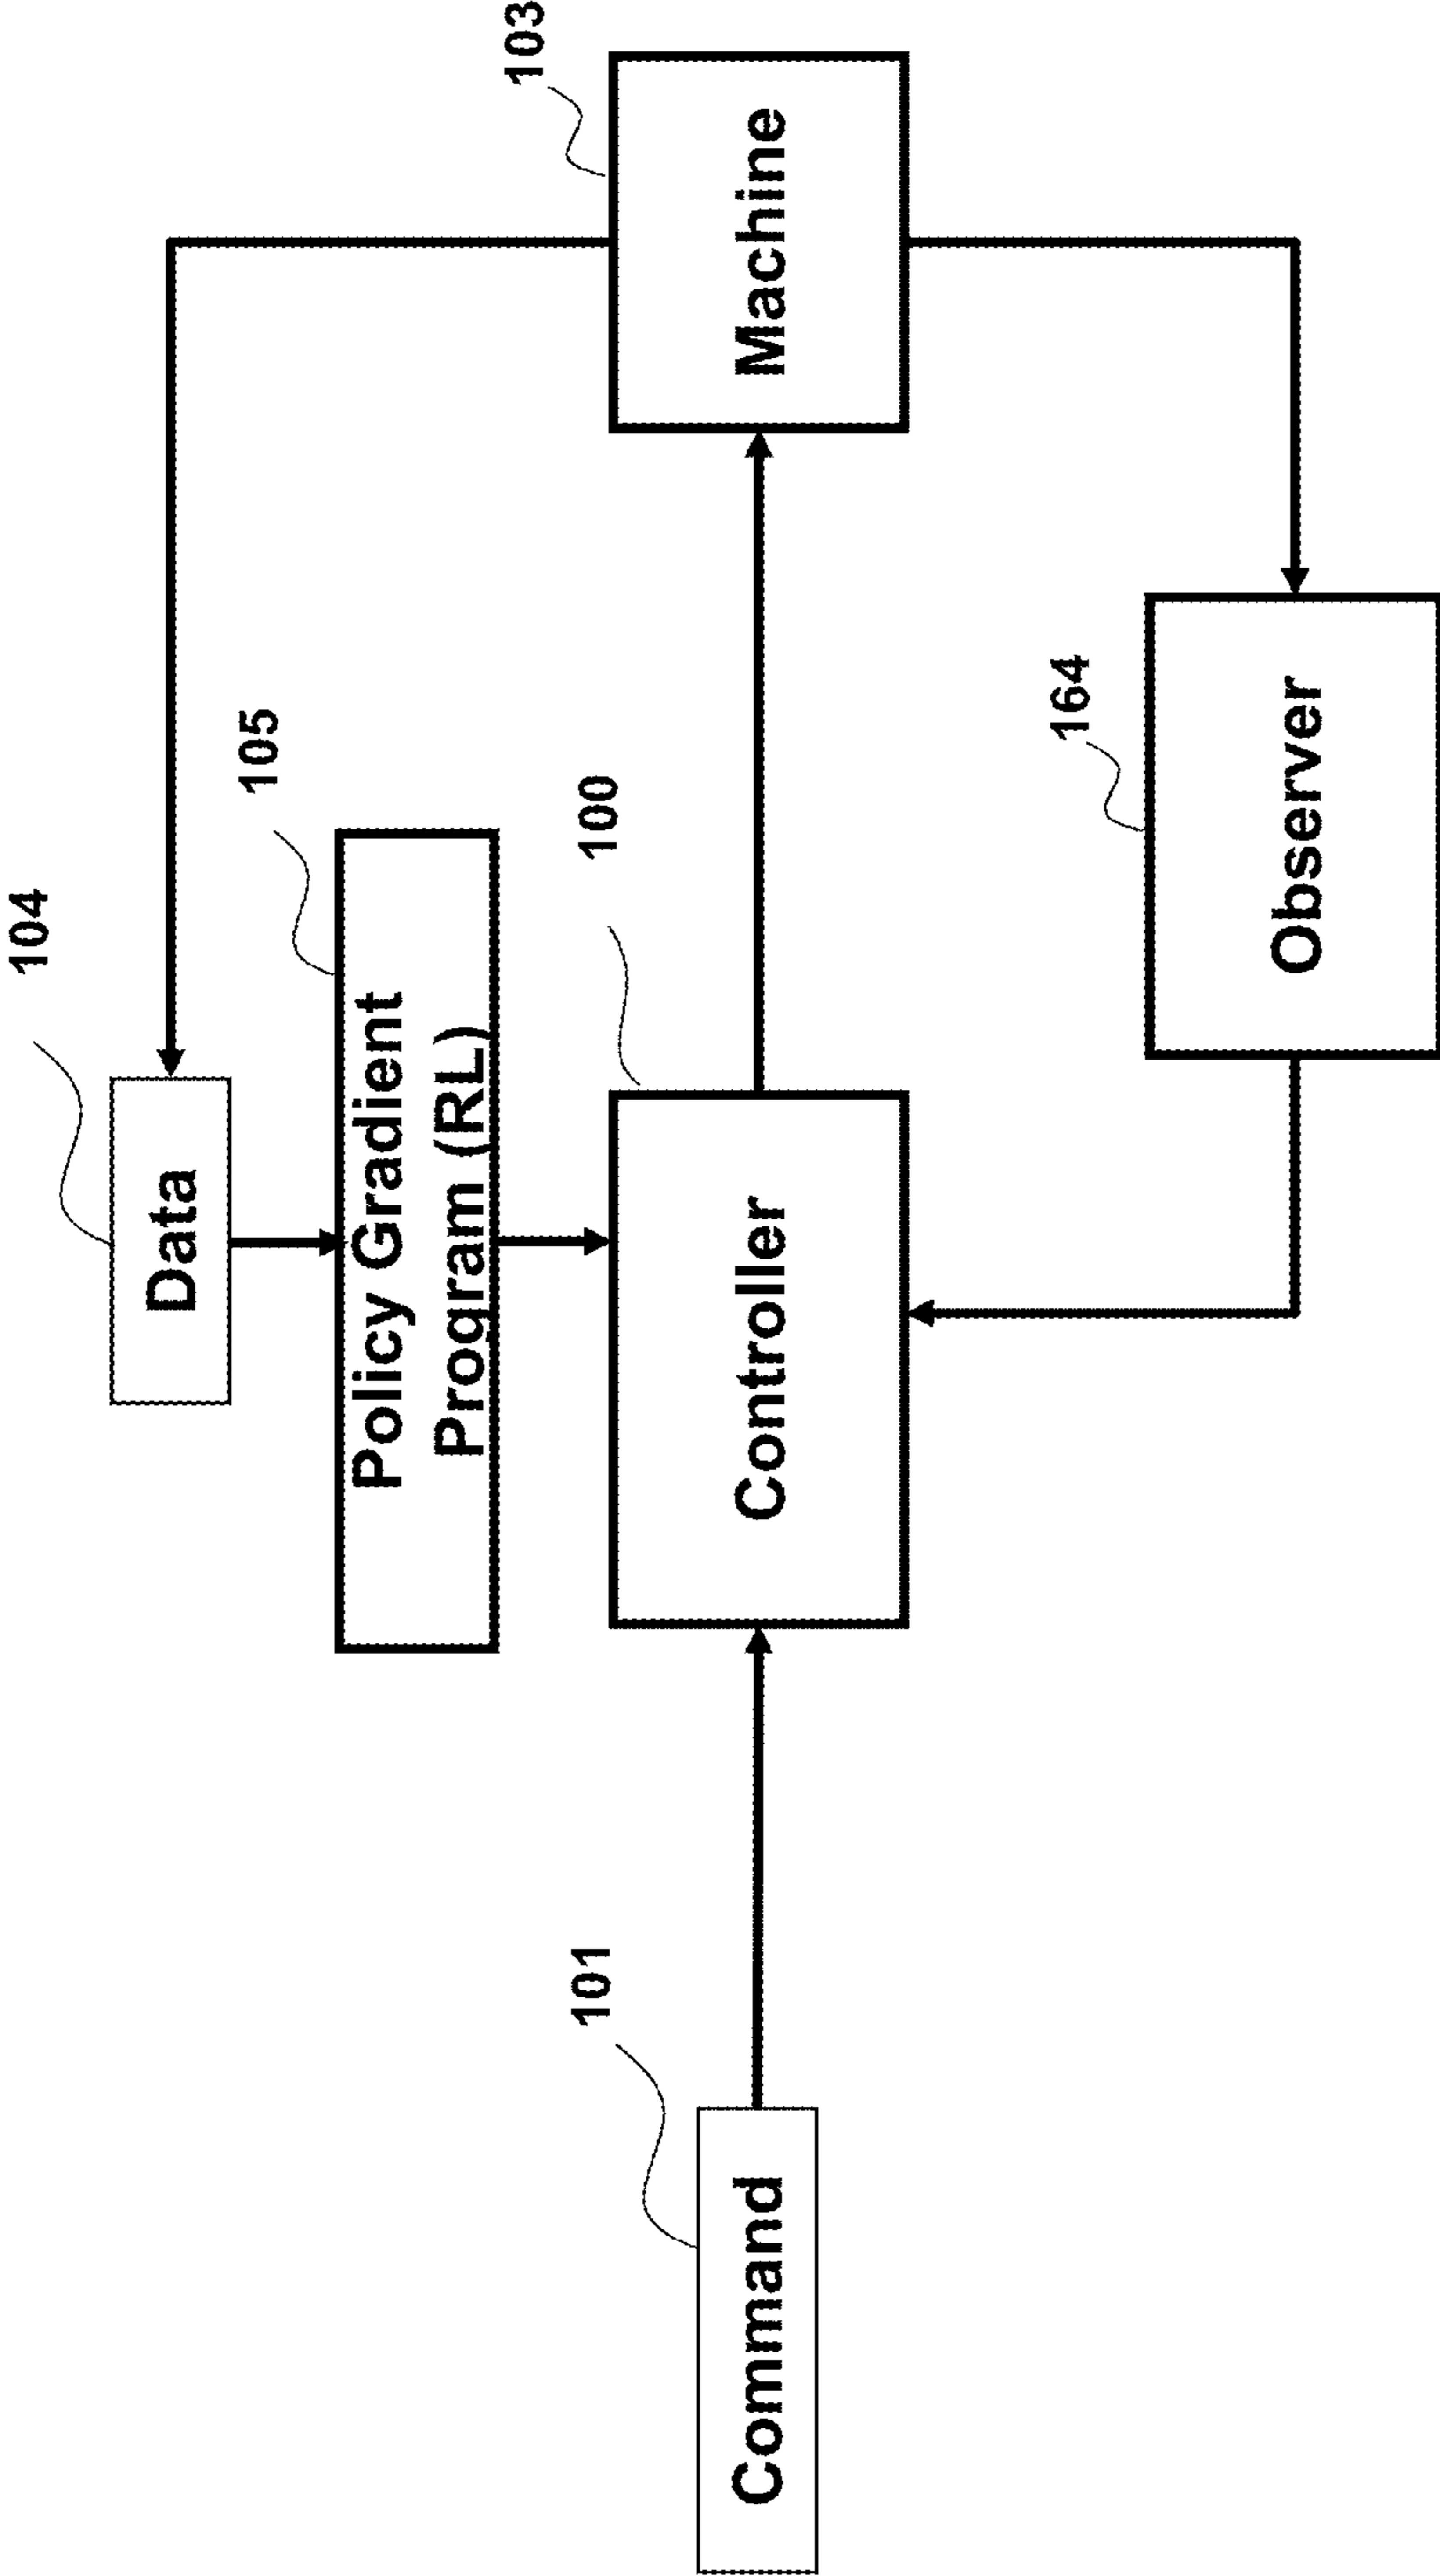 104
Data
105
Policy Gradient
Program (RL)
101
100
103
Command
Controller
Machine
164
Observer